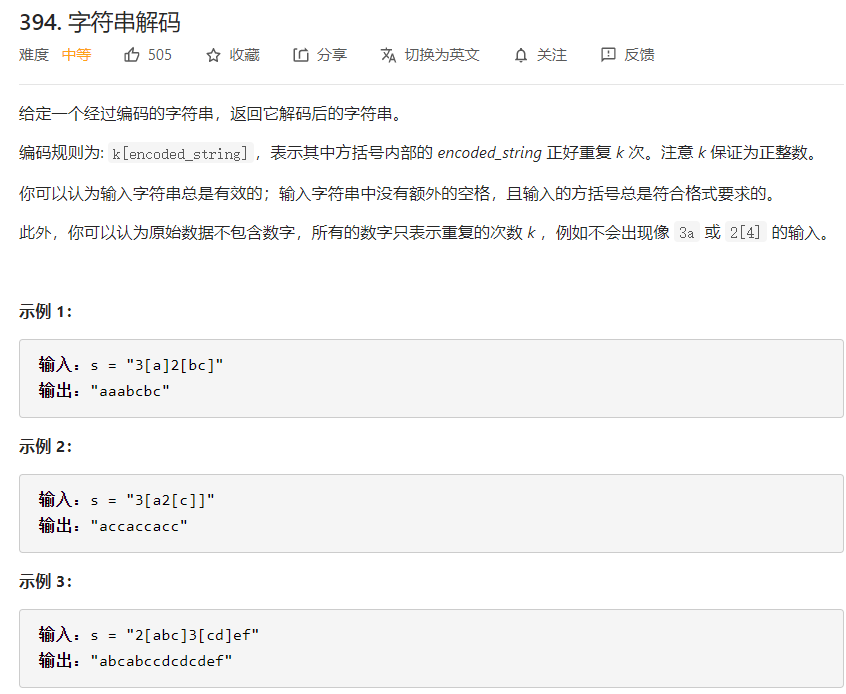 394. 字符串解码
难度 中等 505 收藏 分享 切换为英文 关注 反馈
给定一个经过编码的字符串，返回它解码后的字符串。
编码规则为: k[encoded_string]，表示其中方括号内部的 encoded_string 正好重复 k 次。注意 k 保证为正整数。
你可以认为输入字符串总是有效的；输入字符串中没有额外的空格，且输入的方括号总是符合格式要求的。
此外，你可以认为原始数据不包含数字，所有的数字只表示重复的次数 k ，例如不会出现像 3a 或 2[4] 的输入。
示例 1：
输入：s = "3[a]2[bc]"
输出："aaabcbc"
示例 2：
输入：s = "3[a2[c]]"
输出："accaccacc"
示例 3：
输入：s = "2[abc]3[cd]ef"
输出："abcabccdcdcdef"